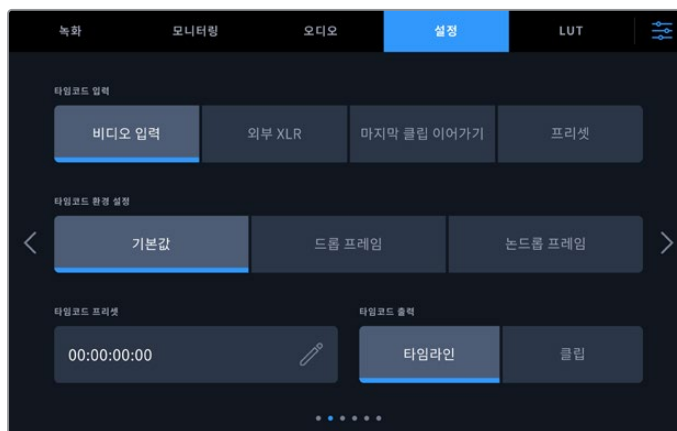 녹화 모니터링 오디오 설정 LUT
타임코드 입력
비디오 입력 외부 XLR 마지막 클립 이어가기 프리셋
타임코드 환경 설정
기본값 드롭 프레임 논드롭 프레임
타임코드 프리셋 타임코드 출력
00:00:00:00 타임라인 클립